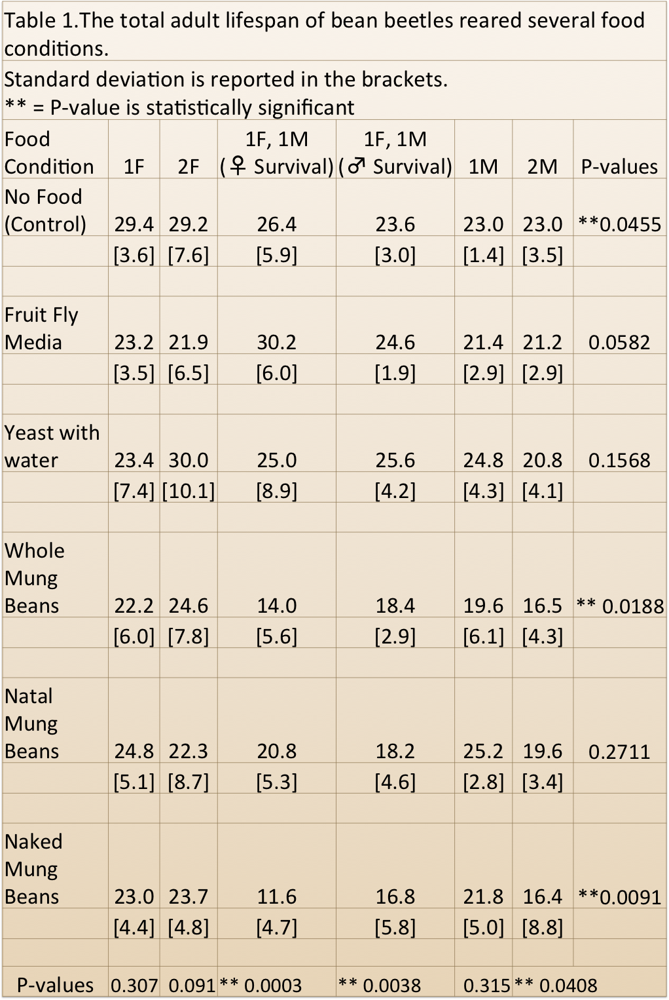 Table 1.The total adult lifespan of bean beetles reared several food
conditions.
Standard deviation is reported in the brackets.
** = P-value is statistically significant
Food Condition 1F 2F 1F, 1M (♀ Survival) 1F, 1M (♂ Survival) 1M 2M P-values
No Food
(Control) 29.4 29.2 26.4 23.6 23.0 23.0 **0.0455
[3.6] [7.6] [5.9] [3.0] [1.4] [3.5]
Fruit Fly
Media 23.2 21.9 30.2 24.6 21.4 21.2 0.0582
[3.5] [6.5] [6.0] [1.9] [2.9] [2.9]
Yeast with
water 23.4 30.0 25.0 25.6 24.8 20.8 0.1568
[7.4] [10.1] [8.9] [4.2] [4.3] [4.1]
Whole
Mung
Beans 22.2 24.6 14.0 18.4 19.6 16.5 ** 0.0188
[6.0] [7.8] [5.6] [2.9] [6.1] [4.3]
Natal
Mung
Beans 24.8 22.3 20.8 18.2 25.2 19.6 0.2711
[5.1] [8.7] [5.3] [4.6] [2.8] [3.4]
Naked
Mung
Beans 23.0 23.7 11.6 16.8 21.8 16.4 **0.0091
[4.4] [4.8] [4.7] [5.8] [5.0] [8.8]
P-values 0.307 0.091 ** 0.0003 ** 0.0038 0.315 ** 0.0408